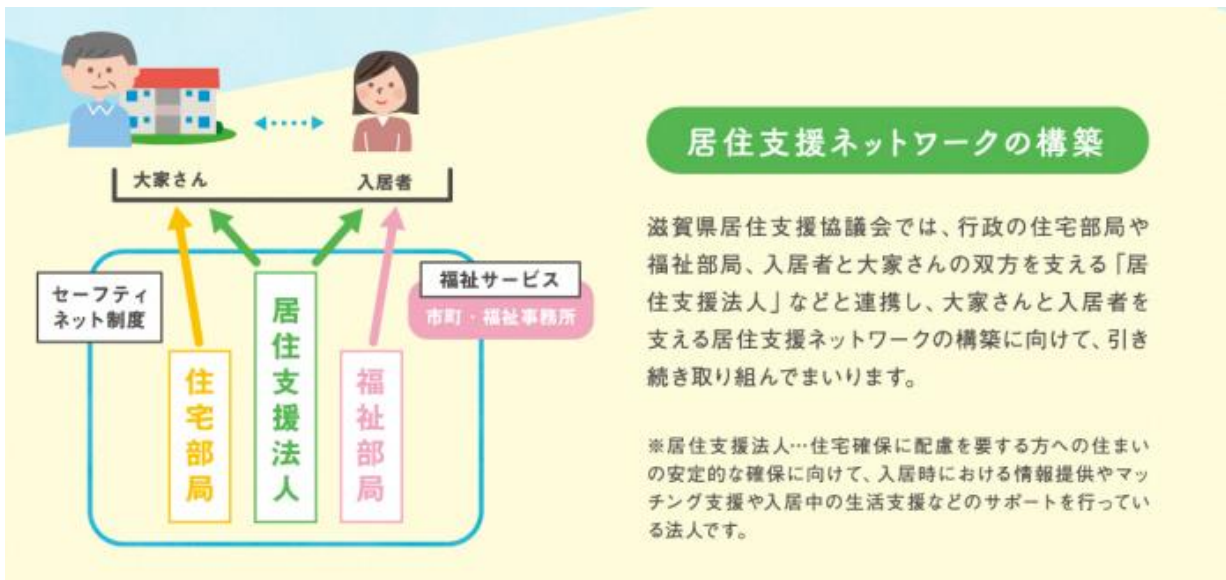 大家さん
入居者
セーフティ
ネット制度
福祉サービス
市町・福祉事務所
住宅部局
居住支援法人
福祉部局
居住支援ネットワークの構築
滋賀県居住支援協議会では、行政の住宅部局や
福祉部局、入居者と大家さんの双方を支える「居
住支援法人」などと連携し、大家さんと入居者を
支える居住支援ネットワークの構築に向けて、引き
続き取り組んでまいります。
※居住支援法人…住宅確保に配慮を要する方への住まい
の安定的な確保に向けて、入居時における情報提供やマッ
チング支援や入居中の生活支援などのサポートを行ってい
る法人です。